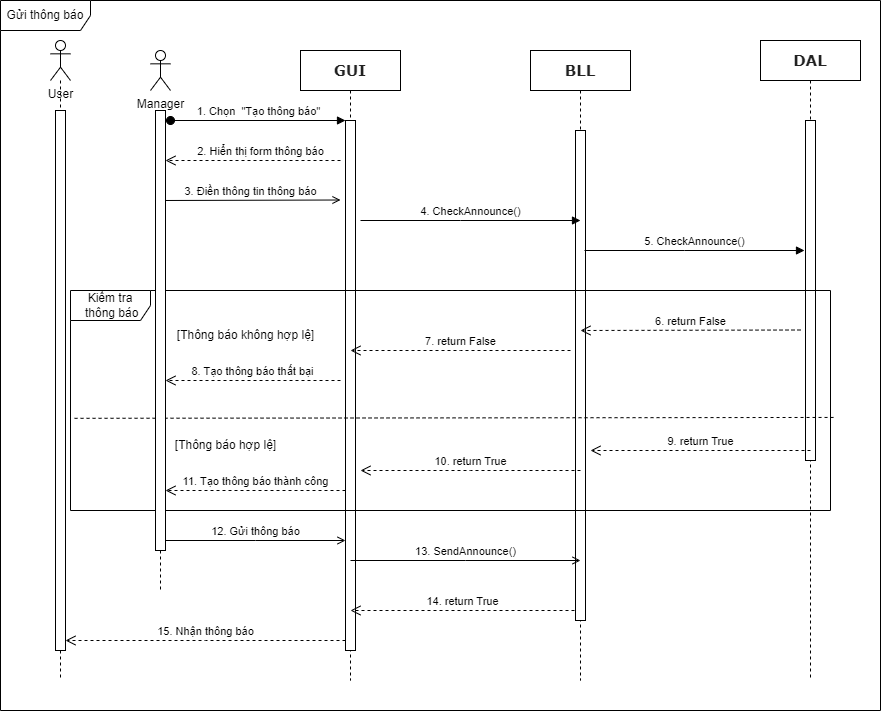 Gửi thông báo
User
Manager
GUI
BLL
DAL
1. Chọn "Tạo thông báo"
2. Hiển thị form thông báo
3. Điền thông tin thông báo
4. CheckAnnounce()
5. CheckAnnounce()
Kiêm tra
thông báo
6. return False
[Thông báo không hợp lệ]
7. return False
8. Tạo thông báo thất bại
9. return True
[Thông báo hợp lệ]
10. return True
11. Tạo thông báo thành công
12. Gửi thông báo
13. SendAnnounce()
14. return True
15. Nhận thông báo